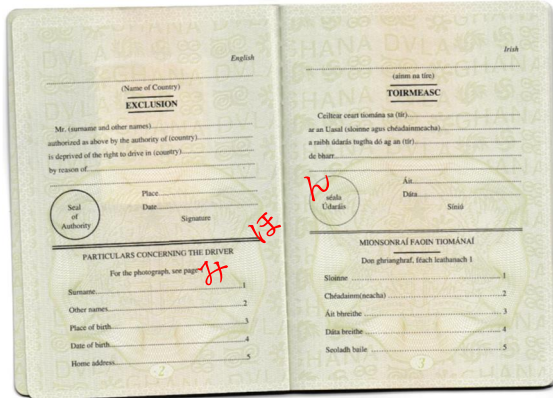 English
(Name of Country)
EXCLUSION
Mr. (surname and other names)
authorized as above by the authority of (country)
is deprived of the right to drive in (country)
by reason of
Seal
of
Authority
Place
Date
Signature
PARTICULARS CONCERNING THE DRIVER
For the photograph, see page
Surname 1
Other names 2
Place of birth 3
Date of birth 4
Home address 5
2
みほん
Irish
(ainm na tíre)
TOIRMEASC
Ceiltear ceart tiomána sa (tír)
ar an Uasal (sloinne agus chéadainmeacha)
a raibh údarás tugtha dó ag an (tír)
de bharr
séala
Údaráis
Áit
Dáta
Síniú
MIONSONRAÍ FAOIN TIOMÁNAÍ
Don ghrianghraf, féach leathanach 1
Sloinne 1
Chéadainm(neacha) 2
Áit bhreithe 3
Dáta breithe 4
Seoladh baile 5
3
GHANA DVLA